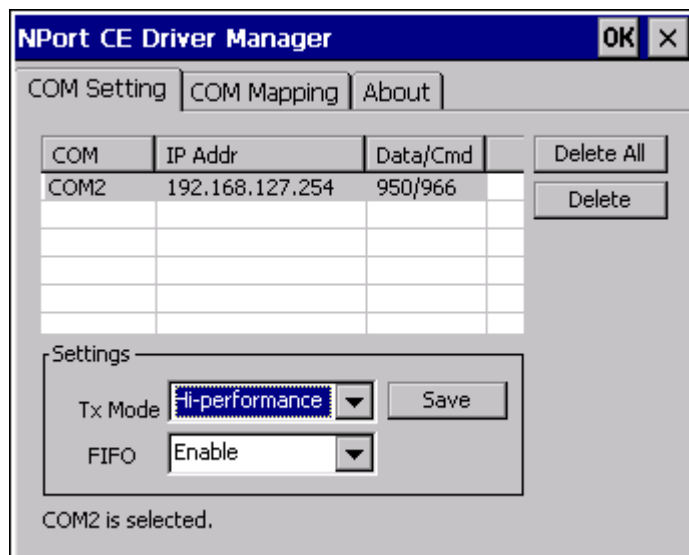 NPort CE Driver Manager OK ×
COM Setting COM Mapping About
COM IP Addr Data/Cmd Delete All
COM2 192.168.127.254 950/966
Delete
Settings
Tx Mode Hi-performance Save
FIFO Enable
COM2 is selected.